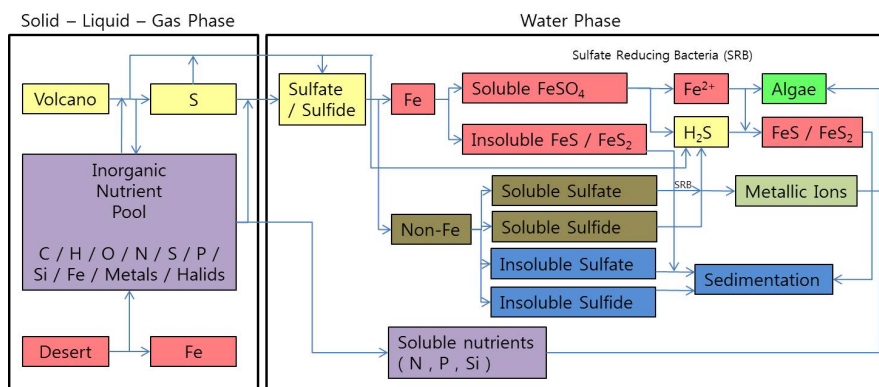 Solid – Liquid – Gas Phase
Water Phase
Sulfate Reducing Bacteria (SRB)
Volcano
S
Sulfate
/ Sulfide
Fe
Soluble FeSO₄
Fe²⁺
Algae
Insoluble FeS / FeS₂
H₂S
FeS / FeS₂
Inorganic
Nutrient
Pool
C / H / O / N / S / P /
Si / Fe / Metals / Halids
Soluble Sulfate
SRB
Metallic Ions
Non-Fe
Soluble Sulfide
Insoluble Sulfate
Sedimentation
Insoluble Sulfide
Desert
Fe
Soluble nutrients
( N , P , Si )